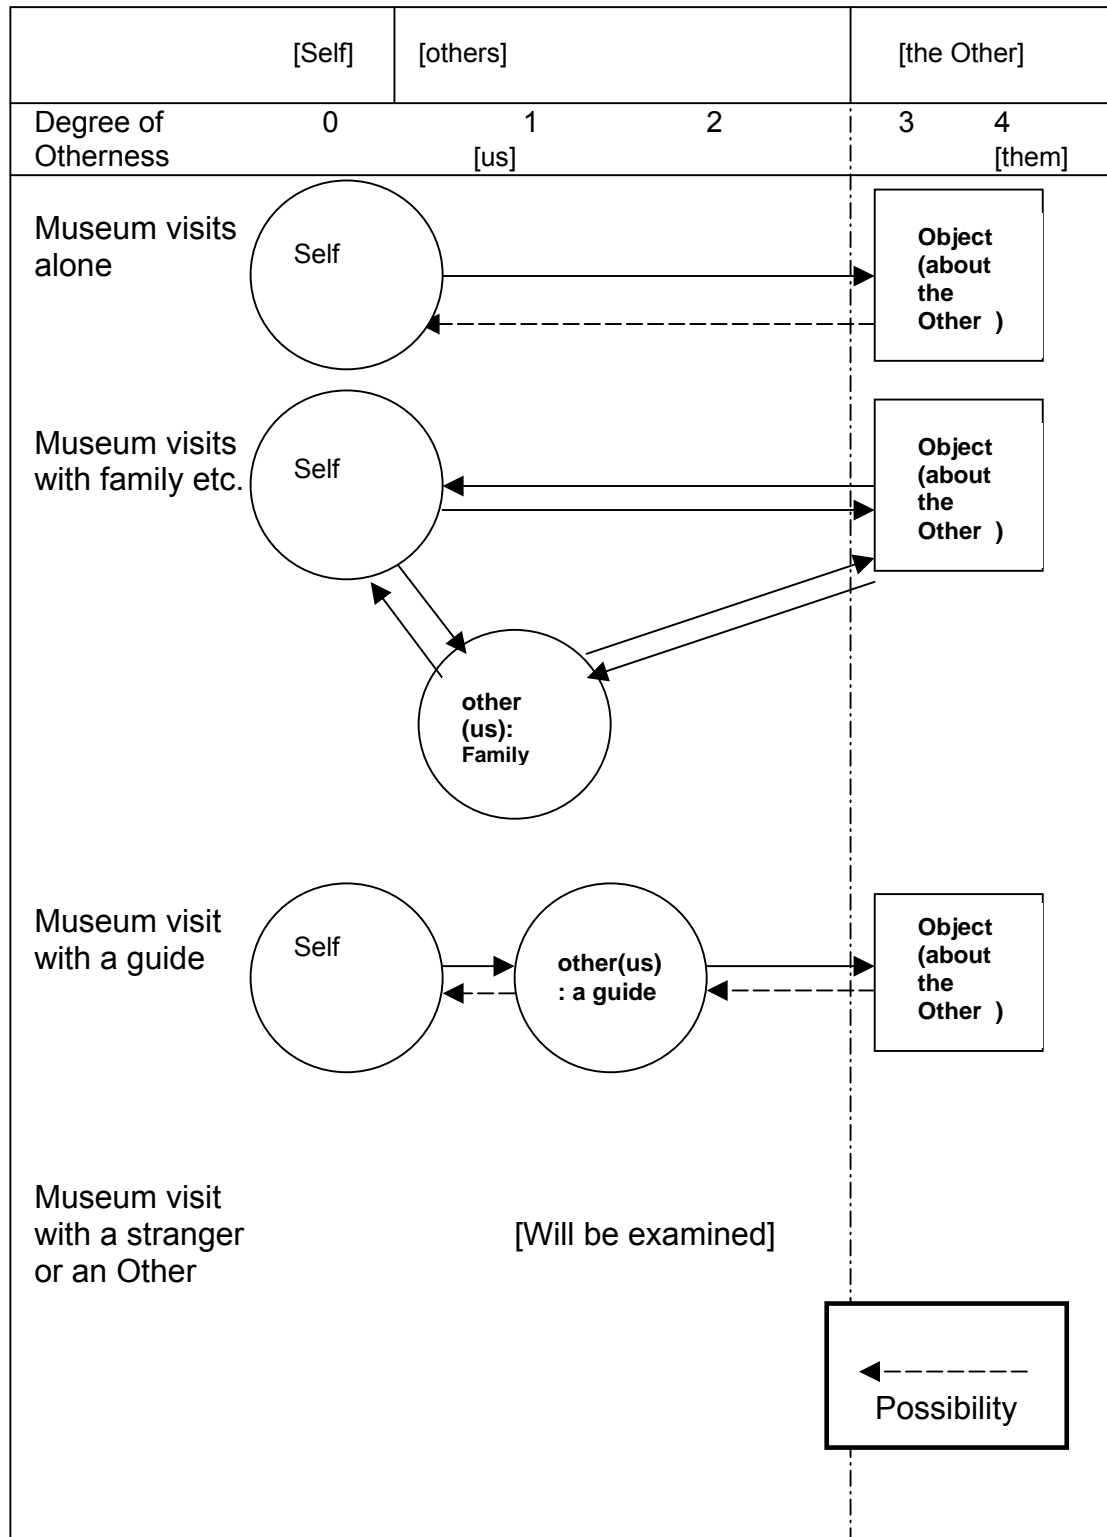 [Self] [others] [the Other]
Degree of 0 1 2 3 4
Otherness [us] [them]
Museum visits
alone
Self
Object
(about
the
Other )
Museum visits
with family etc.
Self
Object
(about
the
Other )
other
(us):
Family
Museum visit
with a guide
Self
other(us)
: a guide
Object
(about
the
Other )
Museum visit
with a stranger
or an Other
[Will be examined]
Possibility